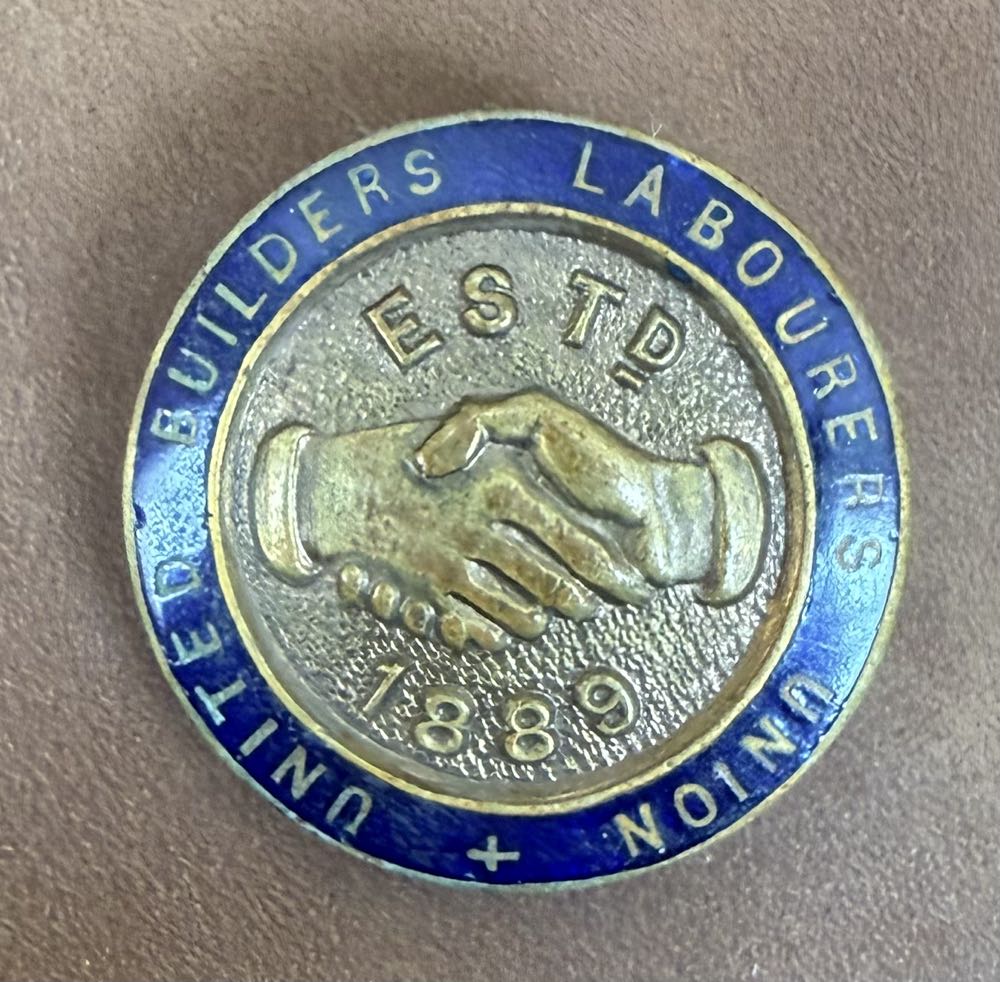 UNITED BUILDERS LABOURERS UNION +
ESTD
1889